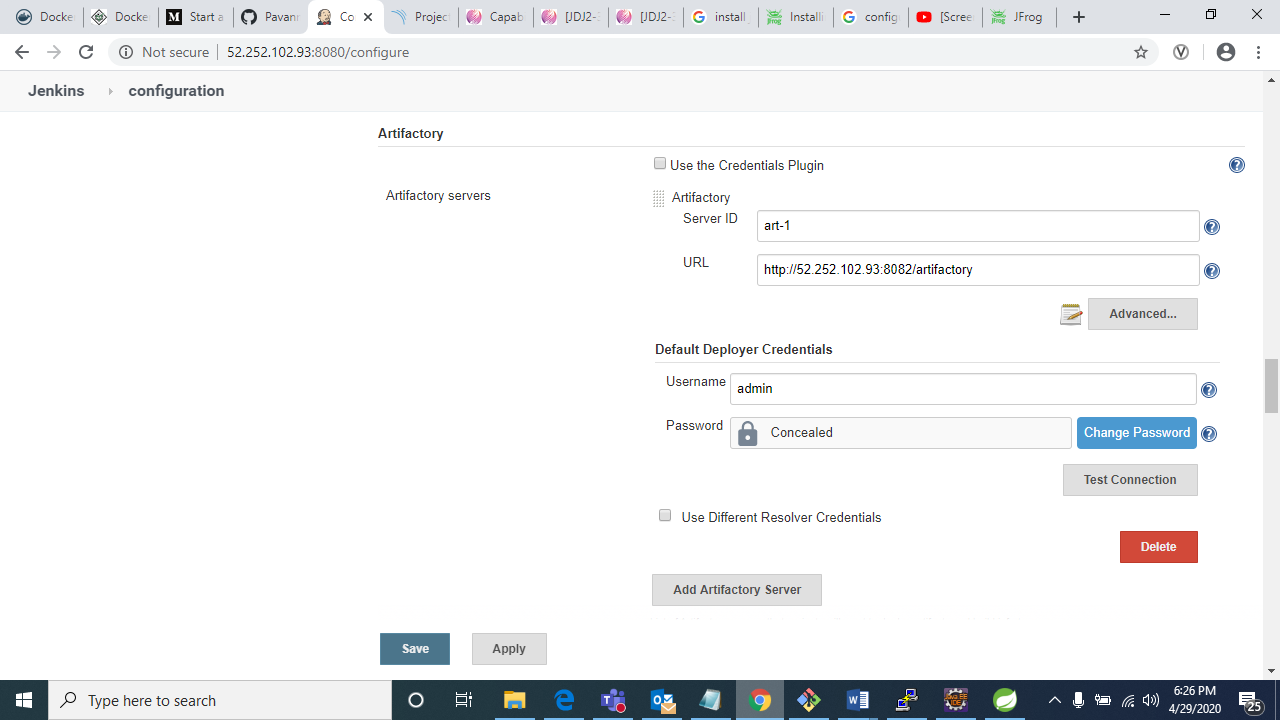 Docke
Docke
Start a
Pavanr
Co
Project
Capab
[JDJ2-
[JDJ2-
install
Installi
config
[Scree
JFrog
Not secure
52.252.102.93:8080/configure
Jenkins
configuration
Artifactory
Use the Credentials Plugin
Artifactory servers
Artifactory
Server ID
art-1
URL
http://52.252.102.93:8082/artifactory
Advanced...
Default Deployer Credentials
Username
admin
Password
Concealed
Change Password
Test Connection
Use Different Resolver Credentials
Delete
Add Artifactory Server
Save
Apply
Type here to search
6:26 PM
4/29/2020
25